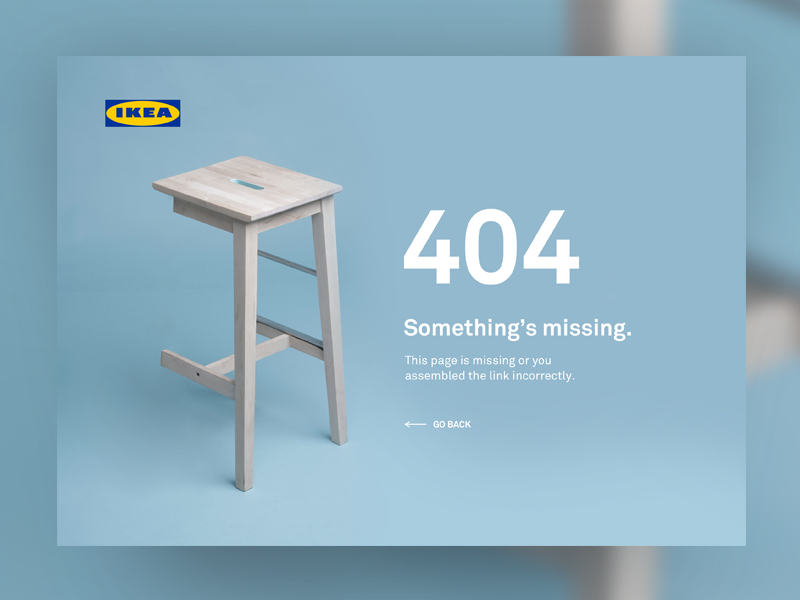 IKEA
404
Something's missing.
This page is missing or you
assembled the link incorrectly.
GO BACK